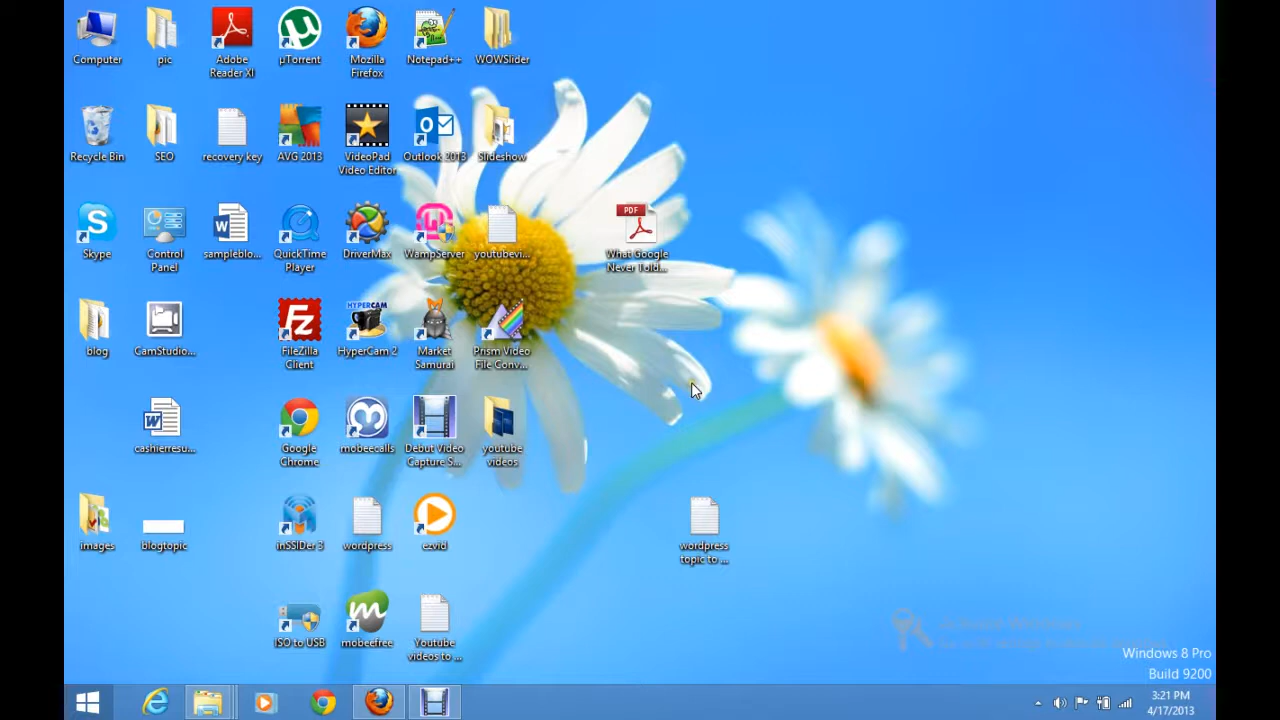 Computer
pic
Adobe
Reader XI
µTorrent
Mozilla
Firefox
Notepad++
WOWSlider
Recycle Bin
SEO
recovery key
AVG 2013
VideoPad
Video Editor
Outlook 2013
Slideshow
Skype
Control
Panel
sampleblo...
QuickTime
Player
DriverMax
WampServer
youtubevi...
PDF
What Google
Never Told...
blog
CamStudio...
FileZilla
Client
HYPERCAM
HyperCam 2
Market
Samurai
Prism Video
File Conv...
cashierresu...
Google
Chrome
mobeecalls
Debut Video
Capture S...
youtube
videos
images
blogtopic
inSSIDer 3
wordpress
ezvid
wordpress
topic to ...
ISO to USB
mobeefree
Youtube
videos to ...
Activate Windows
Windows 8 Pro
Build 9200
3:21 PM
4/17/2013